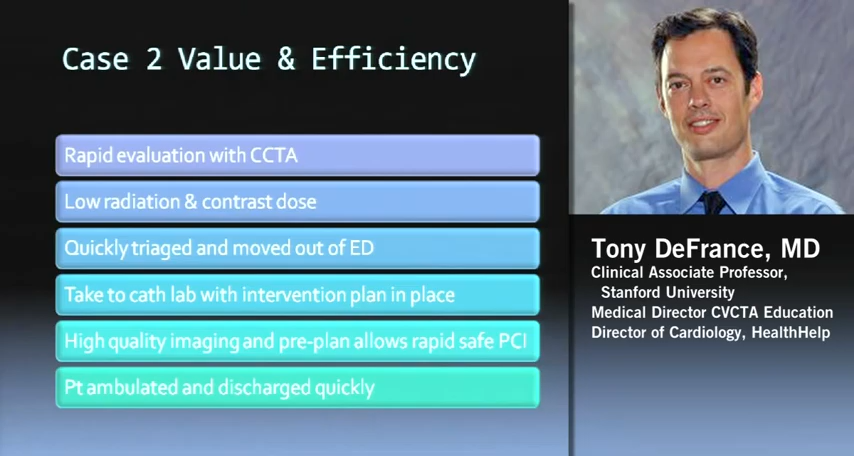 Case 2 Value & Efficiency
Rapid evaluation with CCTA
Low radiation & contrast dose
Quickly triaged and moved out of ED
Take to cath lab with intervention plan in place
High quality imaging and pre-plan allows rapid safe PCI
Pt ambulated and discharged quickly
Tony DeFrance, MD
Clinical Associate Professor,
Stanford University
Medical Director CVCTA Education
Director of Cardiology, HealthHelp